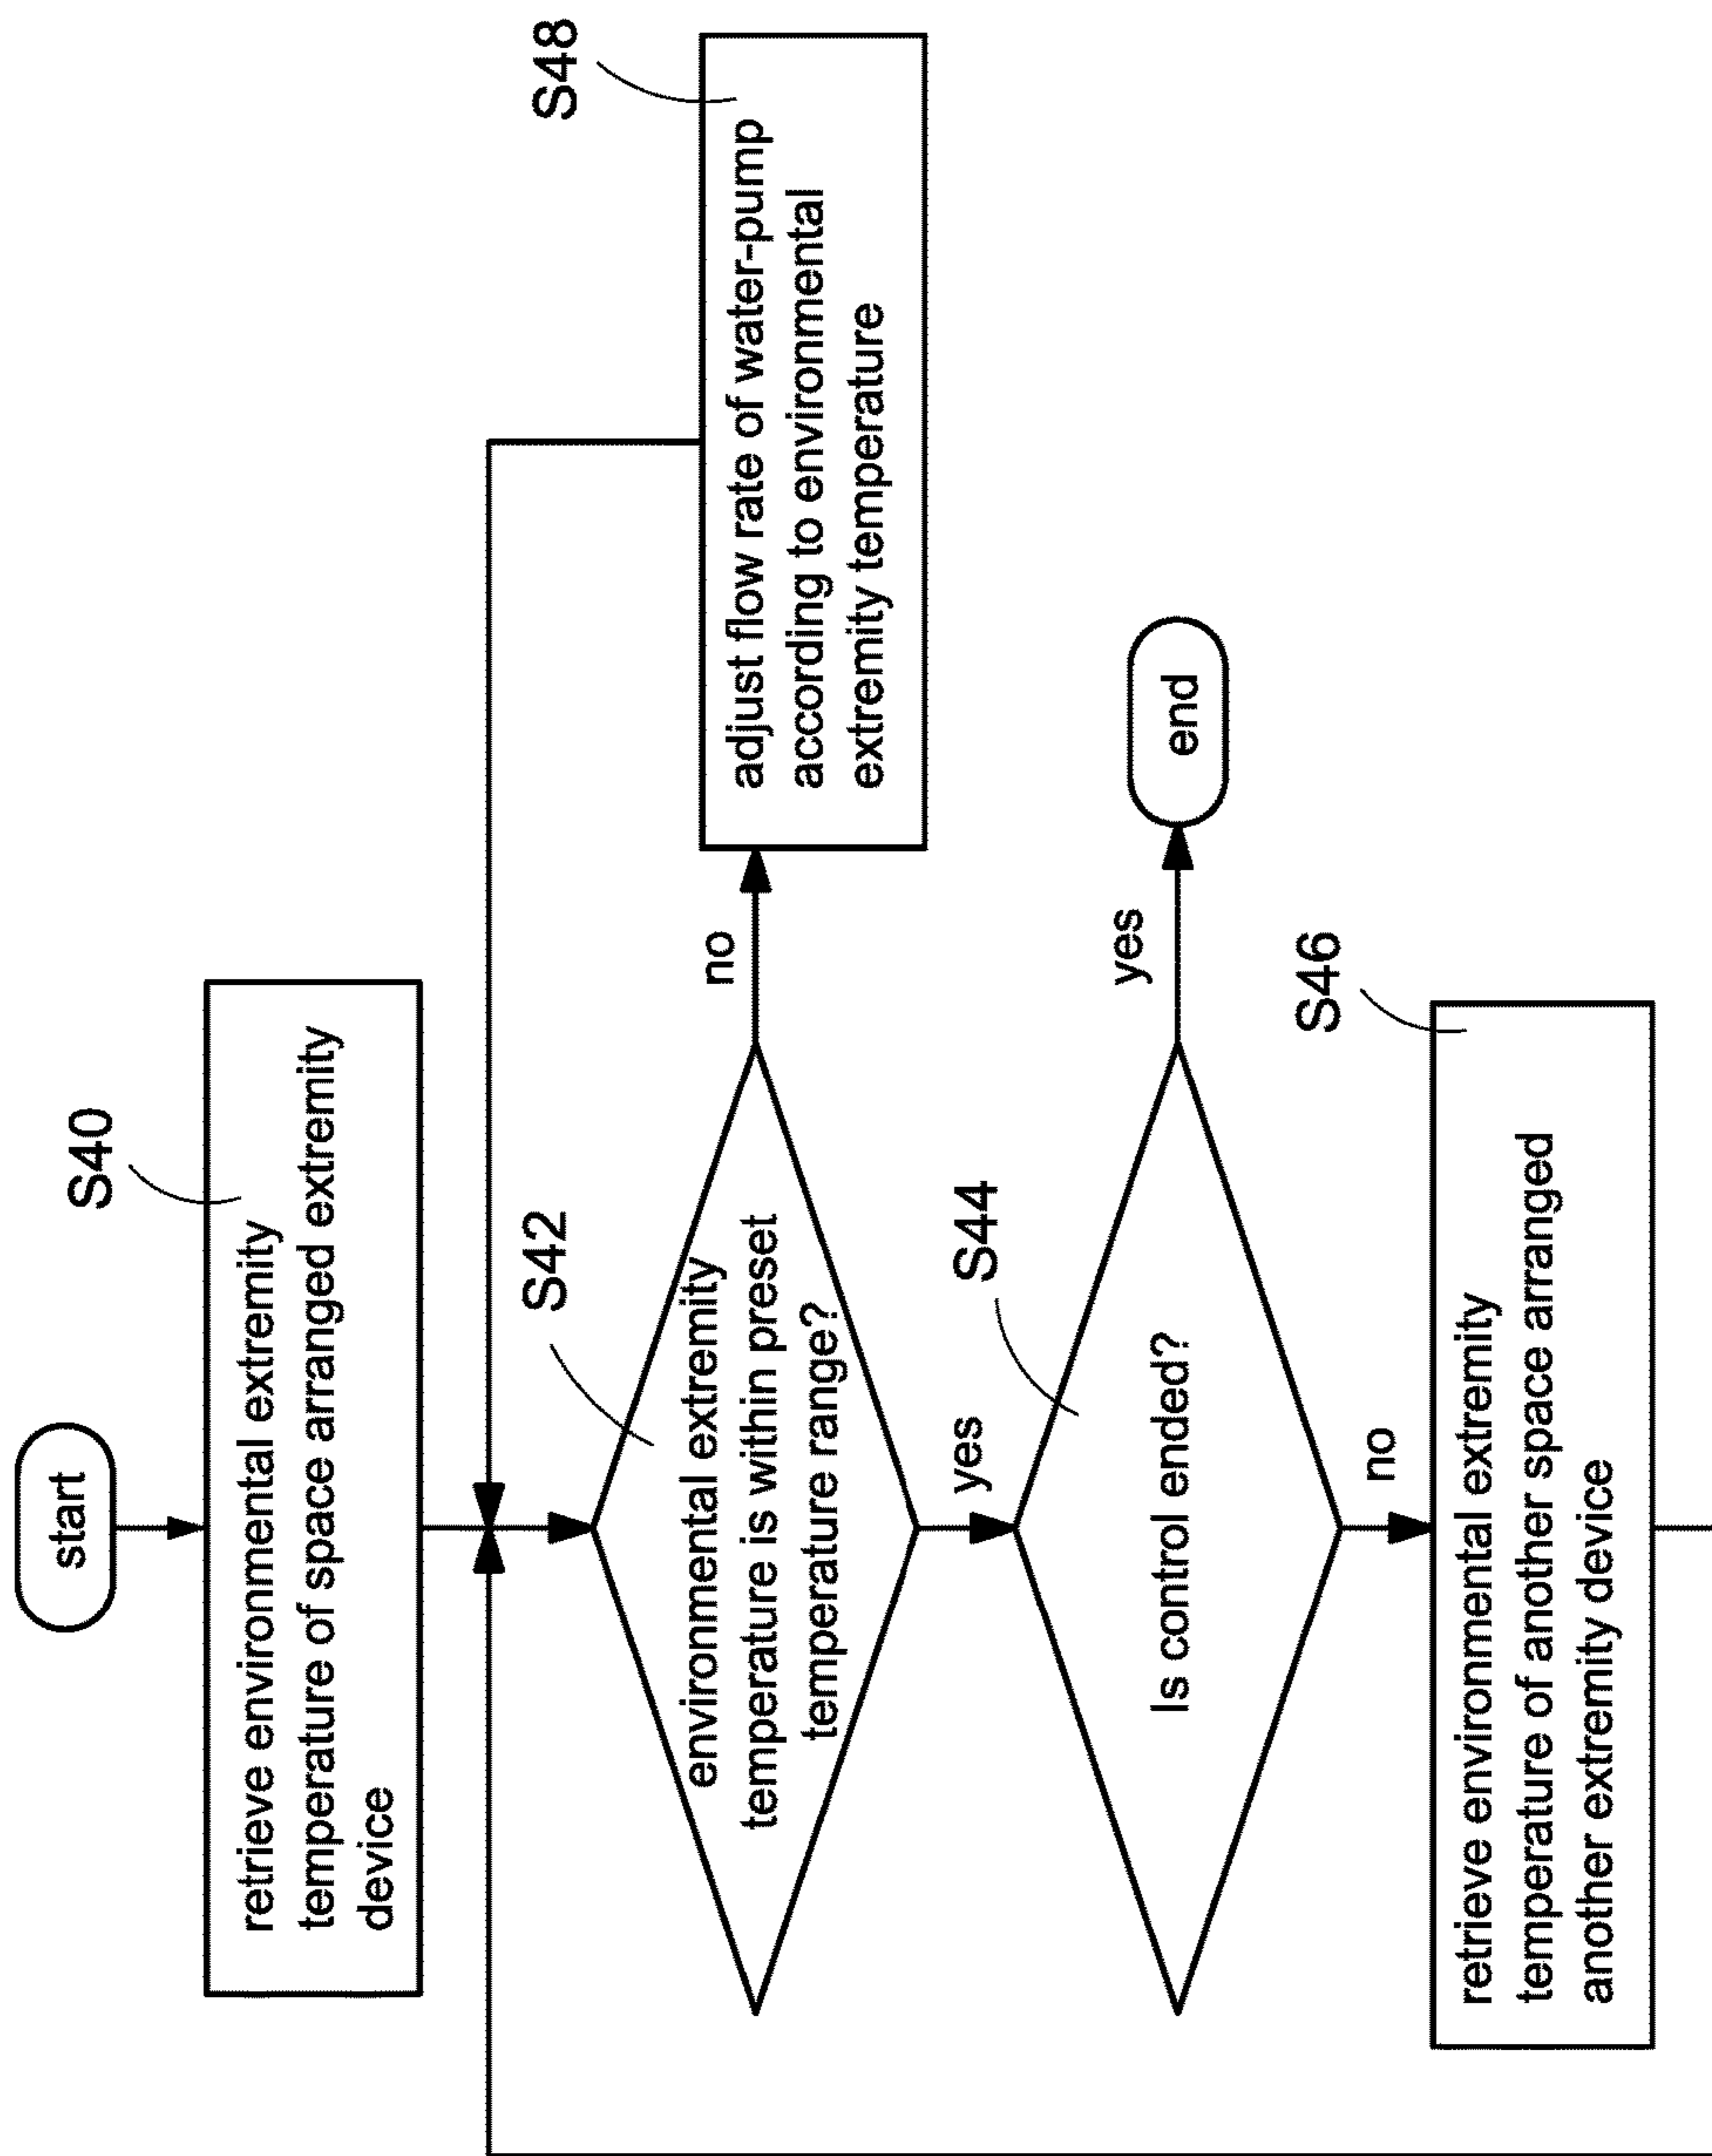 start
S40
retrieve environmental extremity
temperature of space arranged extremity
device
S42
environmental extremity
temperature is within preset
temperature range?
no
S48
adjust flow rate of water-pump
according to environmental
extremity temperature
yes
S44
Is control ended?
yes
end
no
S46
retrieve environmental extremity
temperature of another space arranged
another extremity device